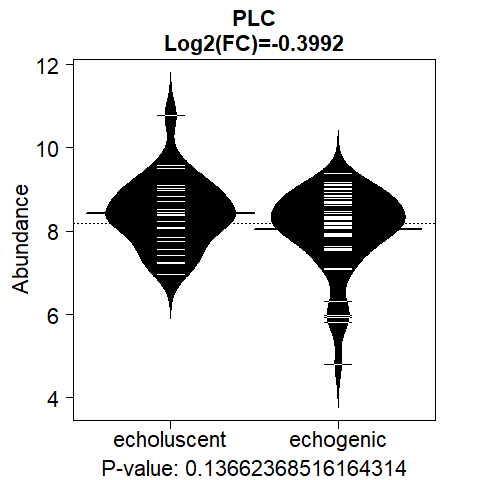 PLC
Log2(FC)=-0.3992
12
10
8
6
4
Abundance
echoluscent echogenic
P-value: 0.13662368516164314